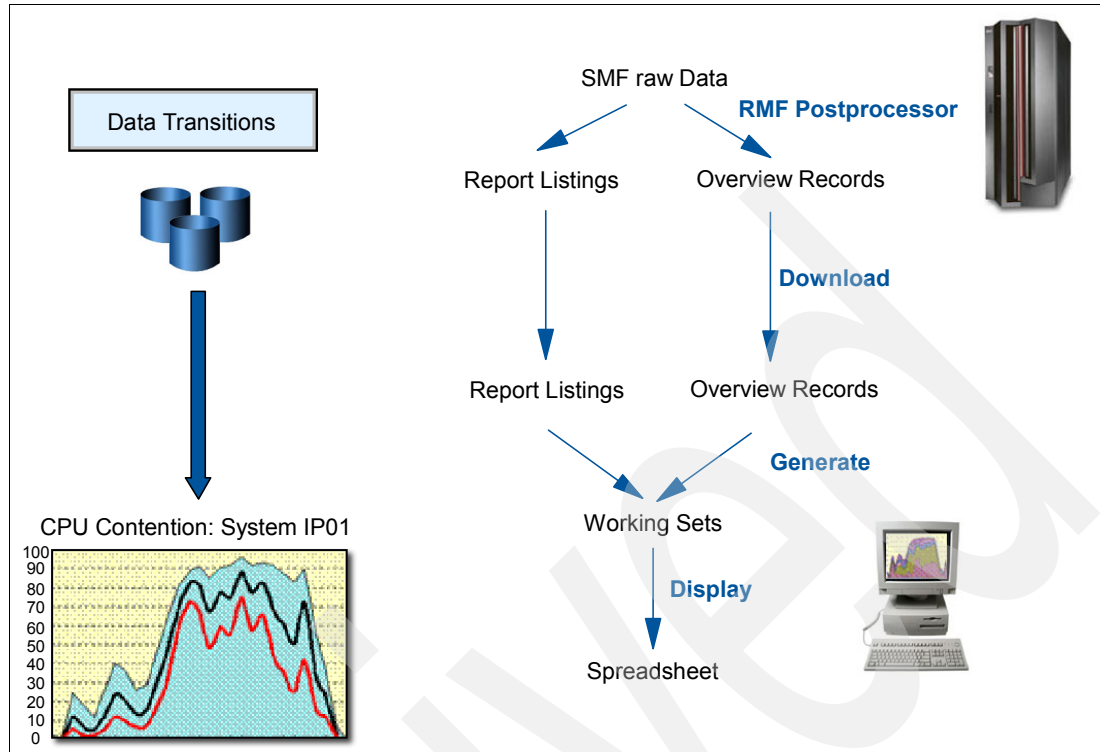 Data Transitions
SMF raw Data
RMF Postprocessor
Report Listings
Overview Records
Download
Report Listings
Overview Records
Generate
Working Sets
Display
Spreadsheet
CPU Contention: System IP01
100
90
80
70
60
50
40
30
20
10
0